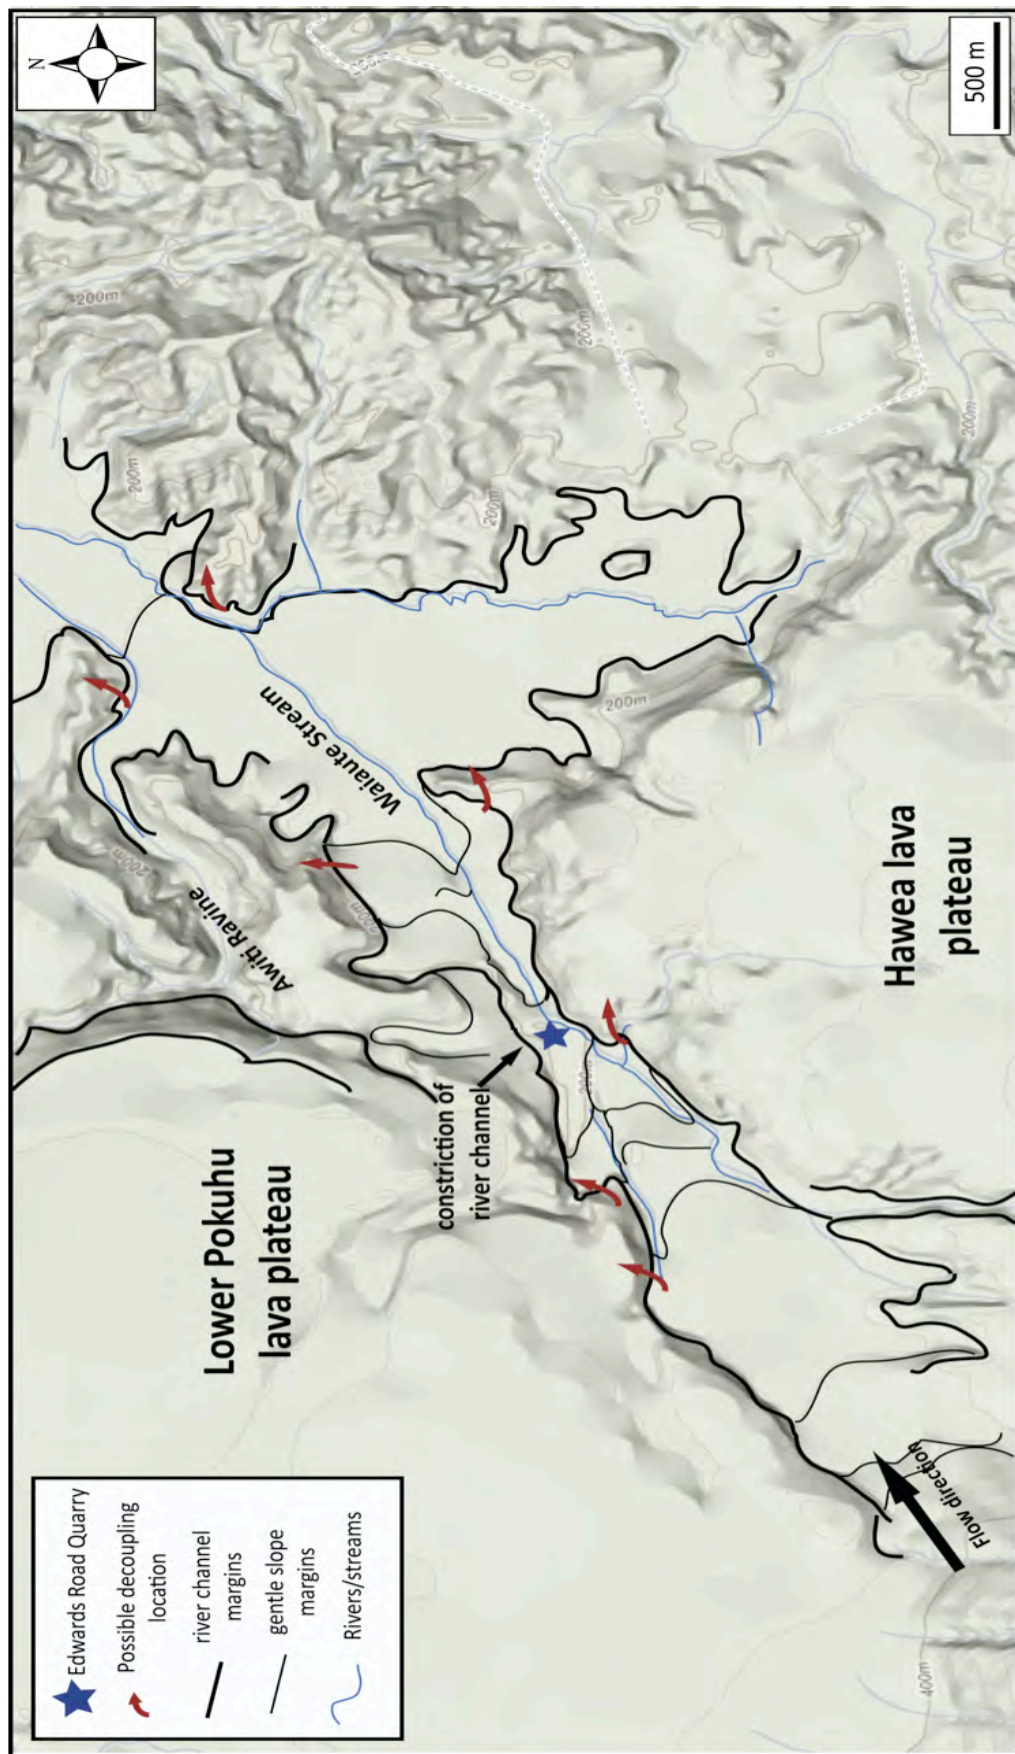 Edwards Road Quarry
Possible decoupling
location
river channel
margins
gentle slope
margins
Rivers/streams
N
500 m
Lower Pokuhu
lava plateau
Hawea lava
plateau
constriction of
river channel
Awiti Ravine
Waiaute Stream
Flow direction
400m
200m
200m
200m
200m
200m
200m
200m
200m
200m
200m